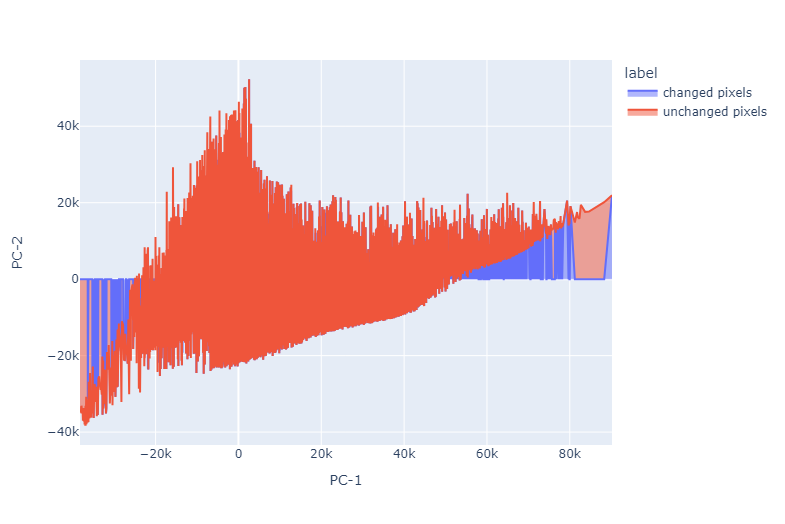 label
changed pixels
unchanged pixels
PC-2
40k
20k
0
−20k
−40k
−20k
0
20k
40k
60k
80k
PC-1